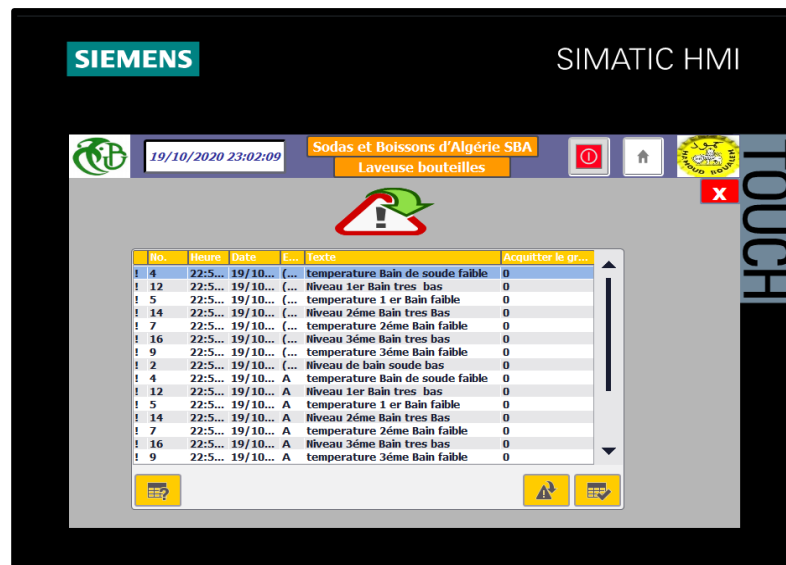 SIEMENS
SIMATIC HMI
TOUCH
19/10/2020 23:02:09
Sodas et Boissons d'Algérie SBA
Laveuse bouteilles
HAMOUD BOUALEM
X
No. Heure Date E... Texte Acquitter le gr...
! 4 22:5... 19/10... (... temperature Bain de soude faible 0
! 12 22:5... 19/10... (... Niveau 1er Bain tres bas 0
! 5 22:5... 19/10... (... temperature 1 er Bain faible 0
! 14 22:5... 19/10... (... Niveau 2éme Bain tres Bas 0
! 7 22:5... 19/10... (... temperature 2éme Bain faible 0
! 16 22:5... 19/10... (... Niveau 3éme Bain tres bas 0
! 9 22:5... 19/10... (... temperature 3éme Bain faible 0
! 2 22:5... 19/10... (... Niveau de bain soude bas 0
! 4 22:5... 19/10... A temperature Bain de soude faible 0
! 12 22:5... 19/10... A Niveau 1er Bain tres bas 0
! 5 22:5... 19/10... A temperature 1 er Bain faible 0
! 14 22:5... 19/10... A Niveau 2éme Bain tres Bas 0
! 7 22:5... 19/10... A temperature 2éme Bain faible 0
! 16 22:5... 19/10... A Niveau 3éme Bain tres bas 0
! 9 22:5... 19/10... A temperature 3éme Bain faible 0